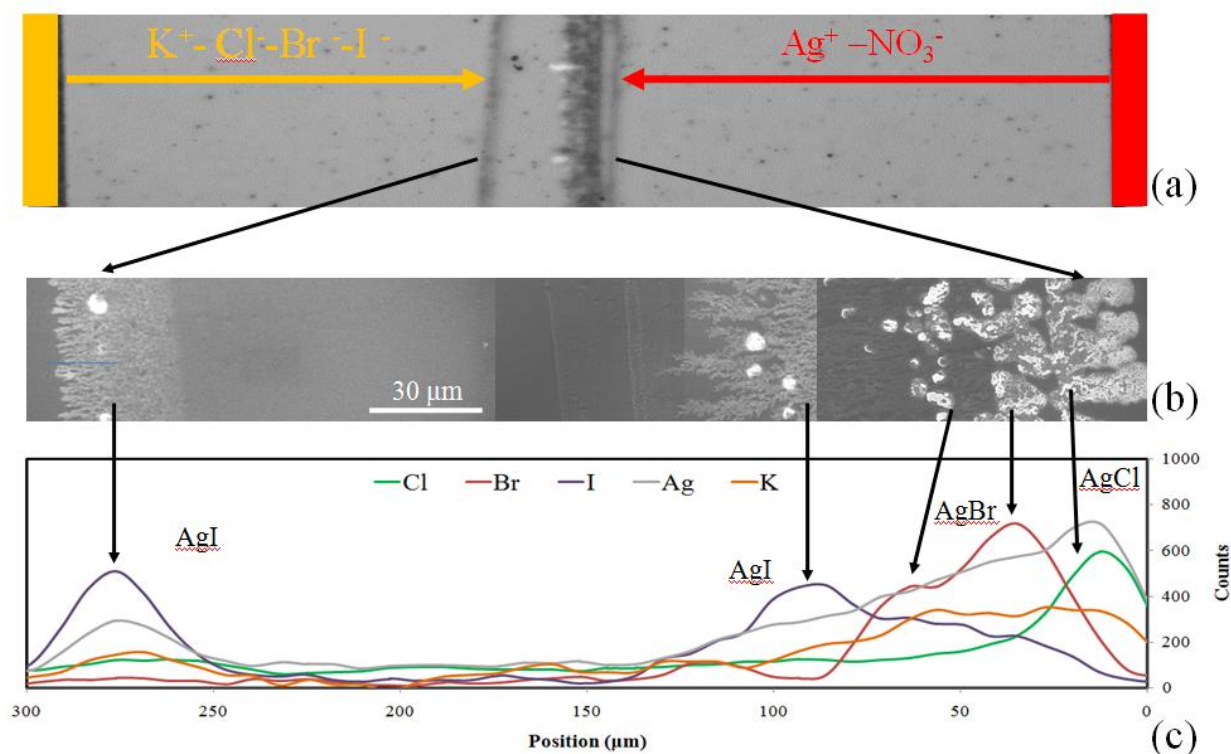 K⁺- Cl⁻-Br⁻-I⁻
Ag⁺ –NO₃⁻
(a)
30 µm
(b)
1000
800
600
400
200
0
Counts
Cl Br I Ag K
AgI
AgI
AgBr
AgCl
300 250 200 150 100 50 0
Position (µm)
(c)